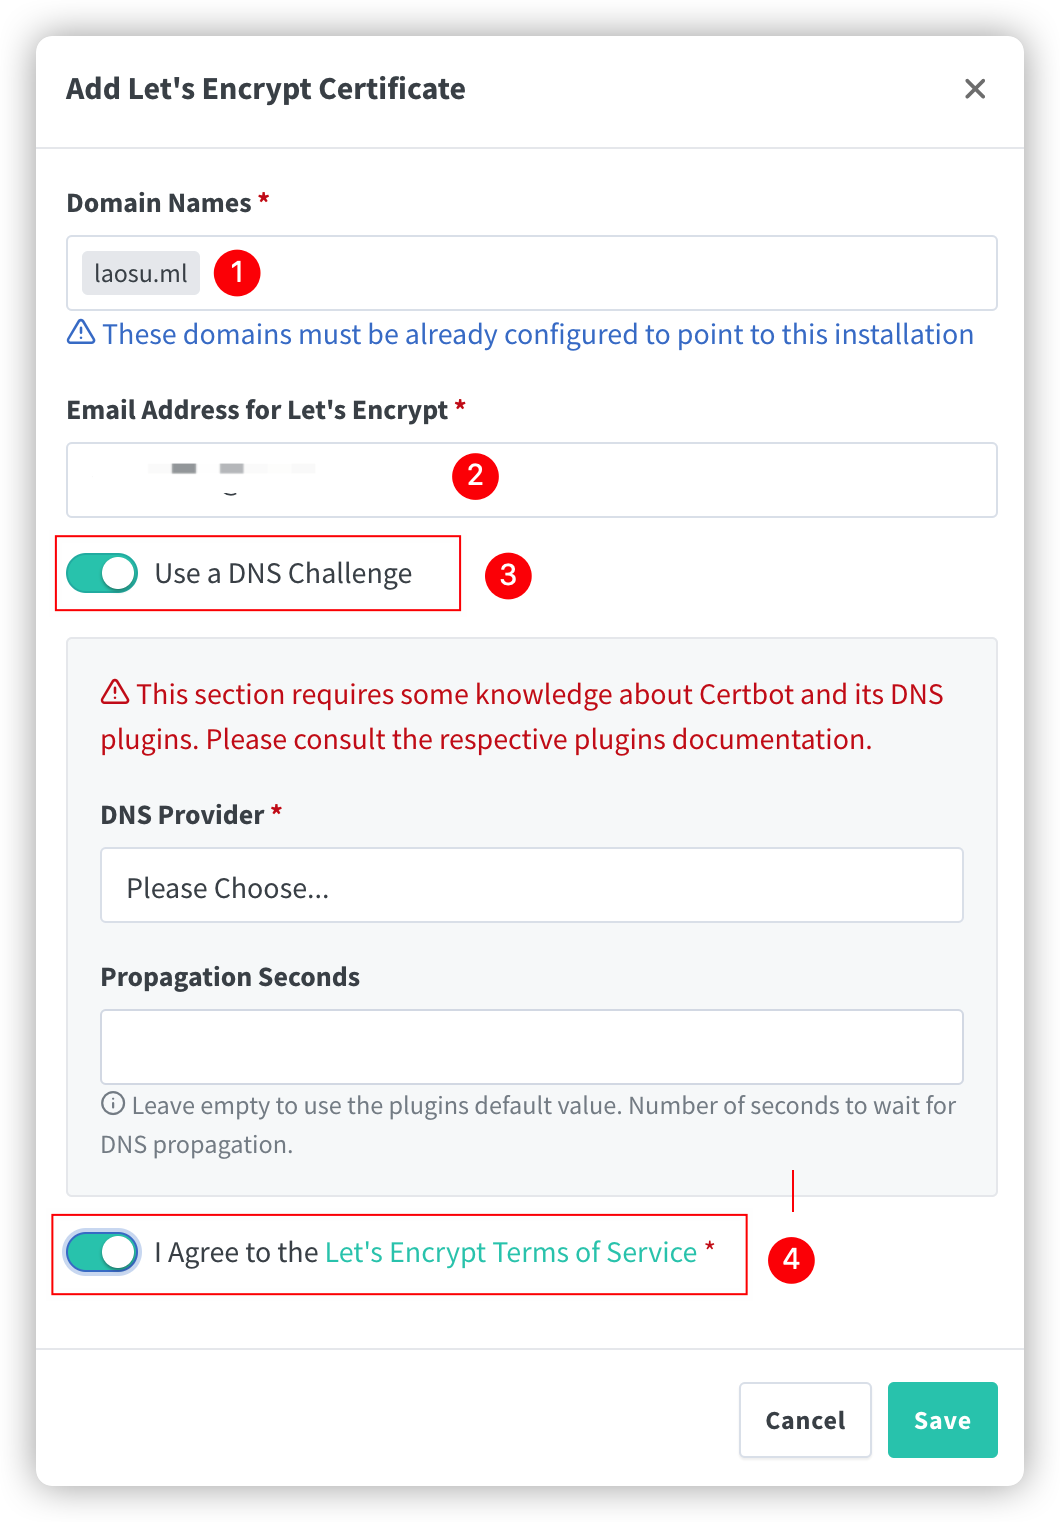 Add Let's Encrypt Certificate
Domain Names *
laosu.ml 1
These domains must be already configured to point to this installation
Email Address for Let's Encrypt *
2
Use a DNS Challenge 3
This section requires some knowledge about Certbot and its DNS
plugins. Please consult the respective plugins documentation.
DNS Provider *
Please Choose...
Propagation Seconds
Leave empty to use the plugins default value. Number of seconds to wait for
DNS propagation.
I Agree to the Let's Encrypt Terms of Service * 4
Cancel Save